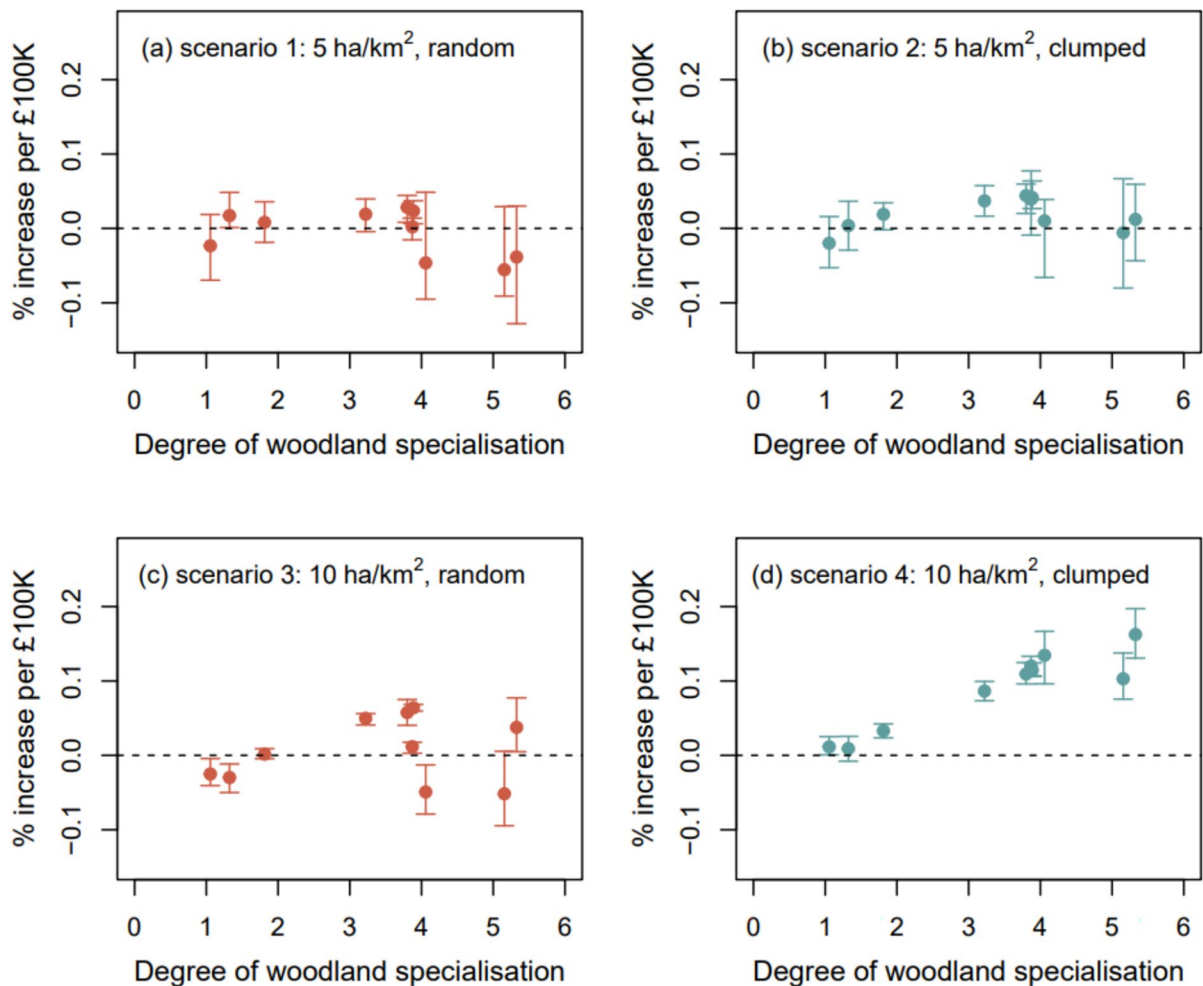 (a) scenario 1: 5 ha/km², random
% increase per £100K
0.2
0.1
0.0
−0.1
0 1 2 3 4 5 6
Degree of woodland specialisation
(b) scenario 2: 5 ha/km², clumped
% increase per £100K
0.2
0.1
0.0
−0.1
0 1 2 3 4 5 6
Degree of woodland specialisation
(c) scenario 3: 10 ha/km², random
% increase per £100K
0.2
0.1
0.0
−0.1
0 1 2 3 4 5 6
Degree of woodland specialisation
(d) scenario 4: 10 ha/km², clumped
% increase per £100K
0.2
0.1
0.0
−0.1
0 1 2 3 4 5 6
Degree of woodland specialisation